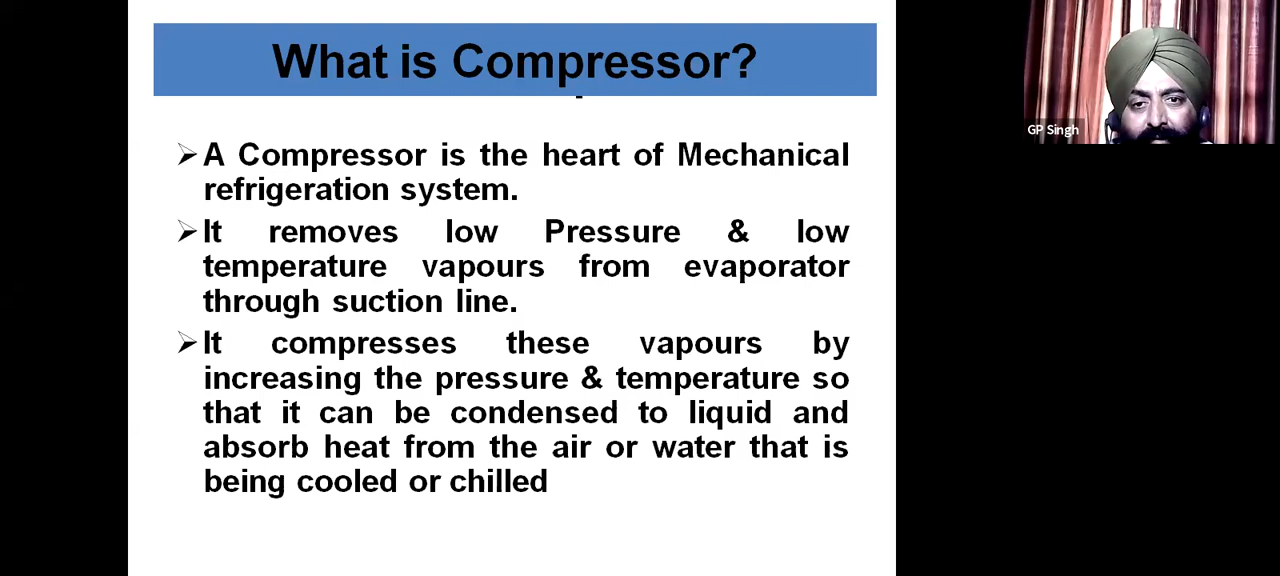 What is Compressor?
A Compressor is the heart of Mechanical
refrigeration system.
It removes low Pressure & low
temperature vapours from evaporator
through suction line.
It compresses these vapours by
increasing the pressure & temperature so
that it can be condensed to liquid and
absorb heat from the air or water that is
being cooled or chilled
GP Singh